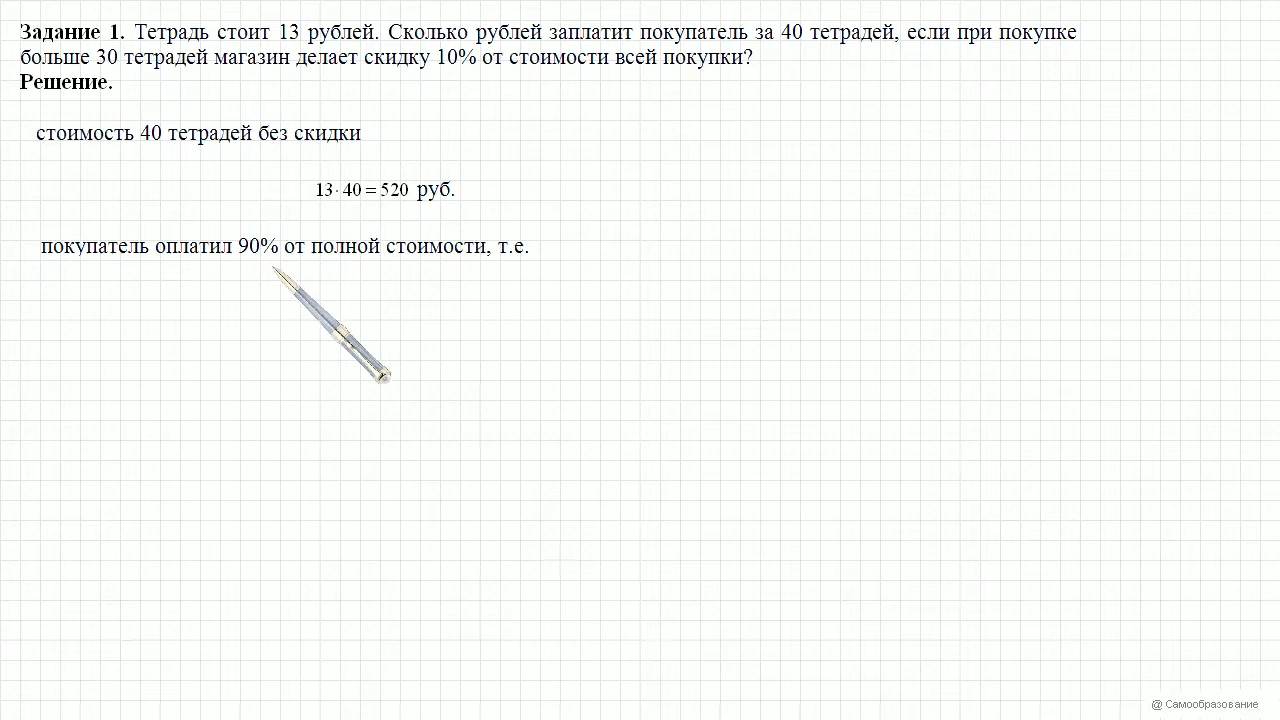 Задание 1. Тетрадь стоит 13 рублей. Сколько рублей заплатит покупатель за 40 тетрадей, если при покупке
больше 30 тетрадей магазин делает скидку 10% от стоимости всей покупки?
Решение.
стоимость 40 тетрадей без скидки
13·40=520 руб.
покупатель оплатил 90% от полной стоимости, т.е.
@ Самообразование